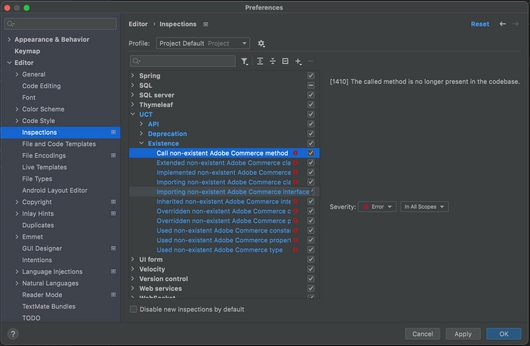 Preferences
Appearance & Behavior
Keymap
Editor
General
Code Editing
Font
Color Scheme
Code Style
Inspections
File and Code Templates
File Encodings
Live Templates
File Types
Android Layout Editor
Copyright
Inlay Hints
Duplicates
Emmet
GUI Designer
Intentions
Language Injections
Natural Languages
Reader Mode
TextMate Bundles
TODO
Editor › Inspections
Reset
Profile: Project Default Project
Spring
SQL
SQL server
Thymeleaf
UCT
API
Deprecation
Existence
Call non-existent Adobe Commerce method
Extended non-existent Adobe Commerce cla
Implemented non-existent Adobe Commerce
Importing non-existent Adobe Commerce cla
Importing non-existent Adobe Commerce interface
Inherited non-existent Adobe Commerce inte
Overridden non-existent Adobe Commerce c
Overridden non-existent Adobe Commerce p
Used non-existent Adobe Commerce consta
Used non-existent Adobe Commerce propert
Used non-existent Adobe Commerce type
UI form
Velocity
Version control
Web services
WebSocket
Disable new inspections by default
[1410] The called method is no longer present in the codebase.
Severity: Error In All Scopes
?
Cancel
Apply
OK